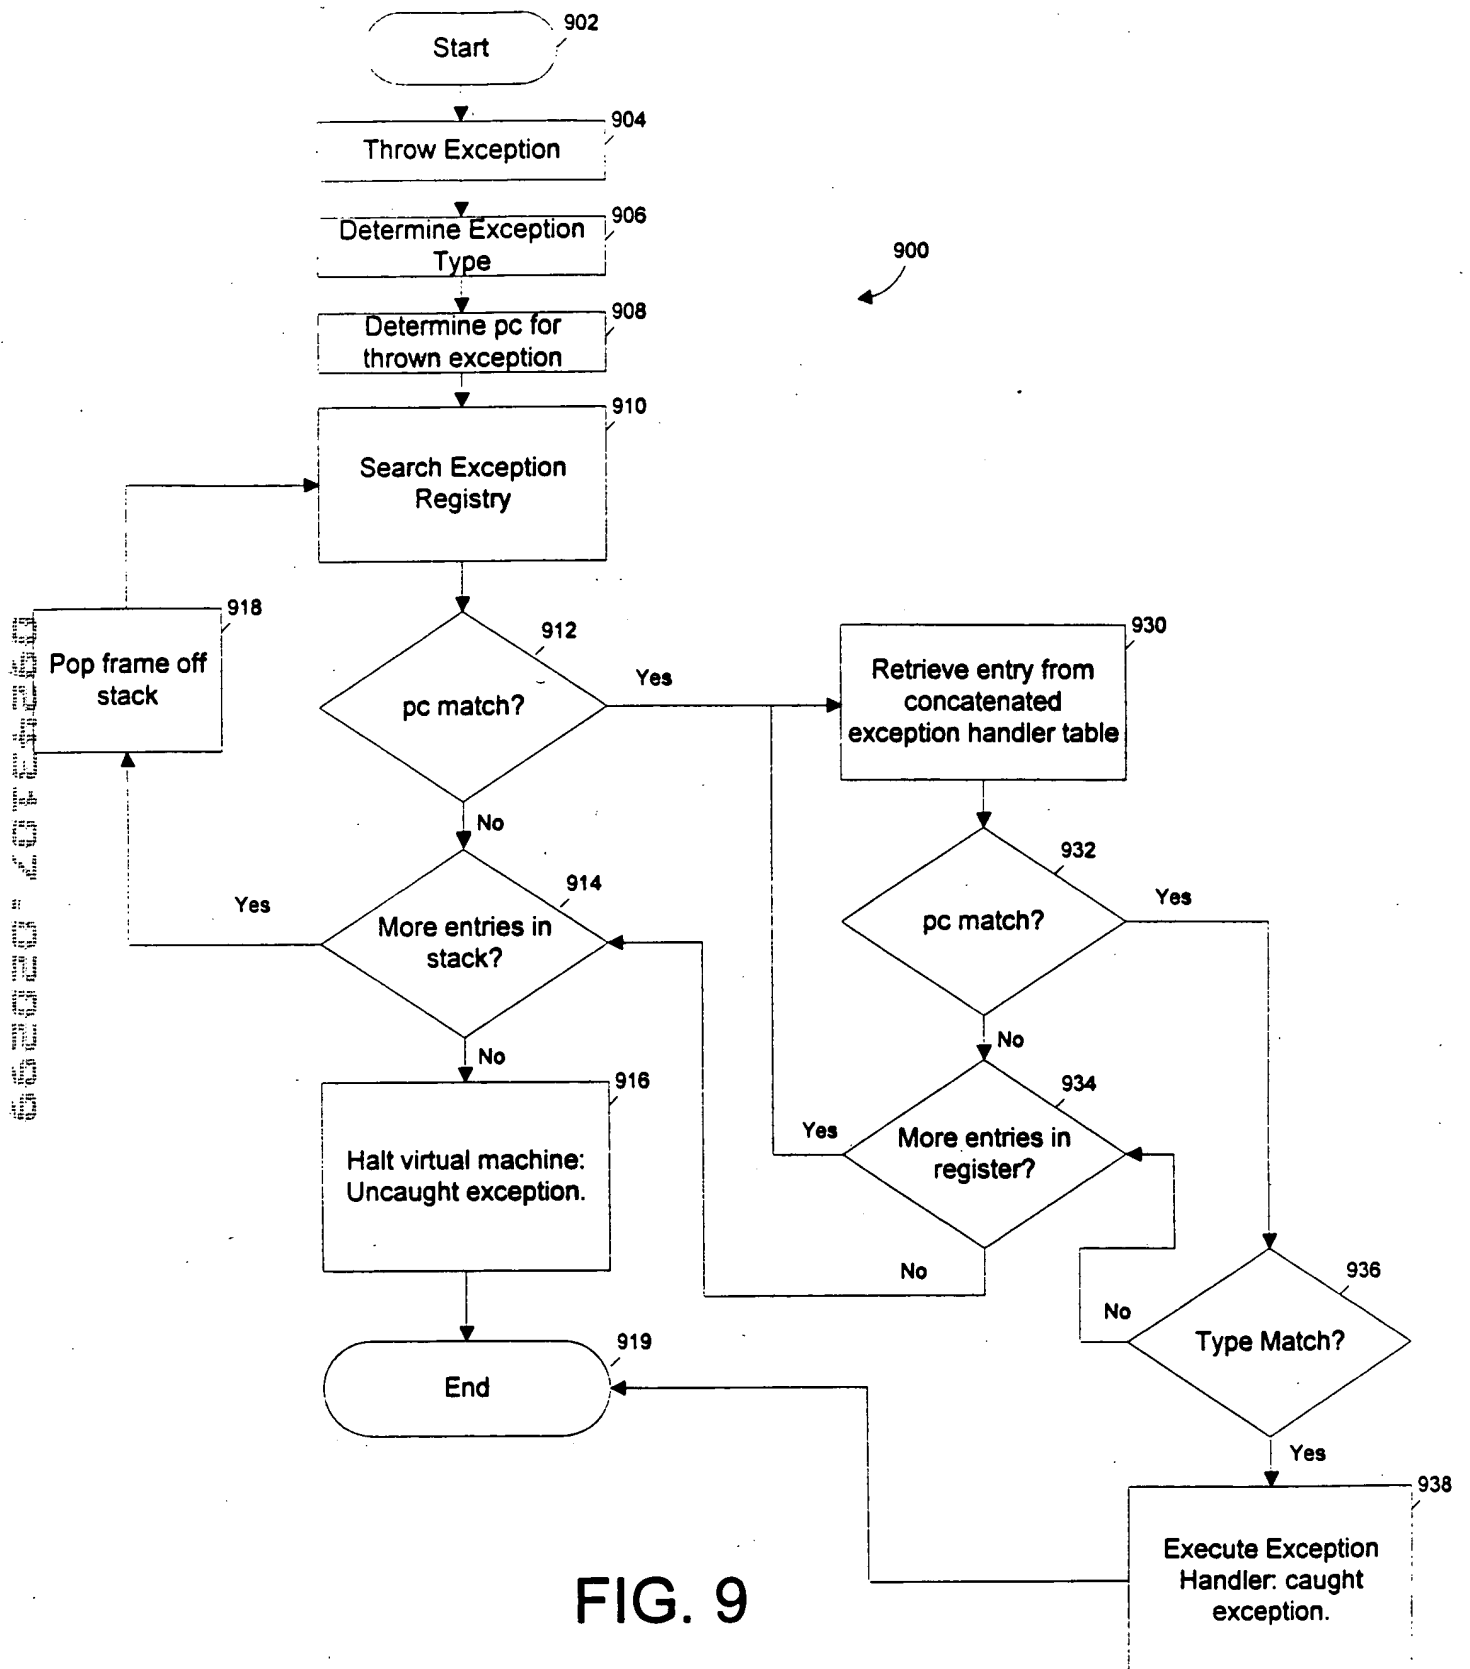 Start
902
Throw Exception
904
Determine Exception
Type
906
900
Determine pc for
thrown exception
908
Search Exception
Registry
910
Pop frame off
stack
918
pc match?
912
Yes
No
Retrieve entry from
concatenated
exception handler table
930
pc match?
932
Yes
No
More entries in
stack?
914
Yes
No
More entries in
register?
934
Yes
No
Halt virtual machine:
Uncaught exception.
916
Type Match?
936
No
Yes
End
919
Execute Exception
Handler: caught
exception.
938
FIG. 9